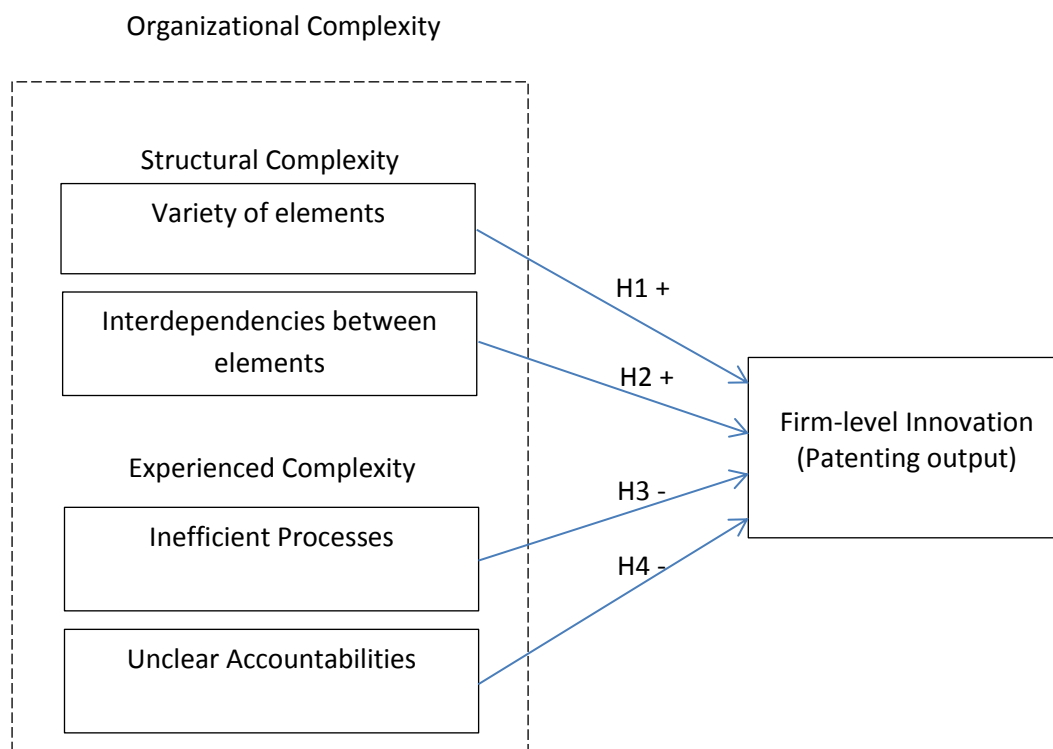 Organizational Complexity
Structural Complexity
Variety of elements
Interdependencies between
elements
Experienced Complexity
Inefficient Processes
Unclear Accountabilities
H1 +
H2 +
H3 -
H4 -
Firm-level Innovation
(Patenting output)